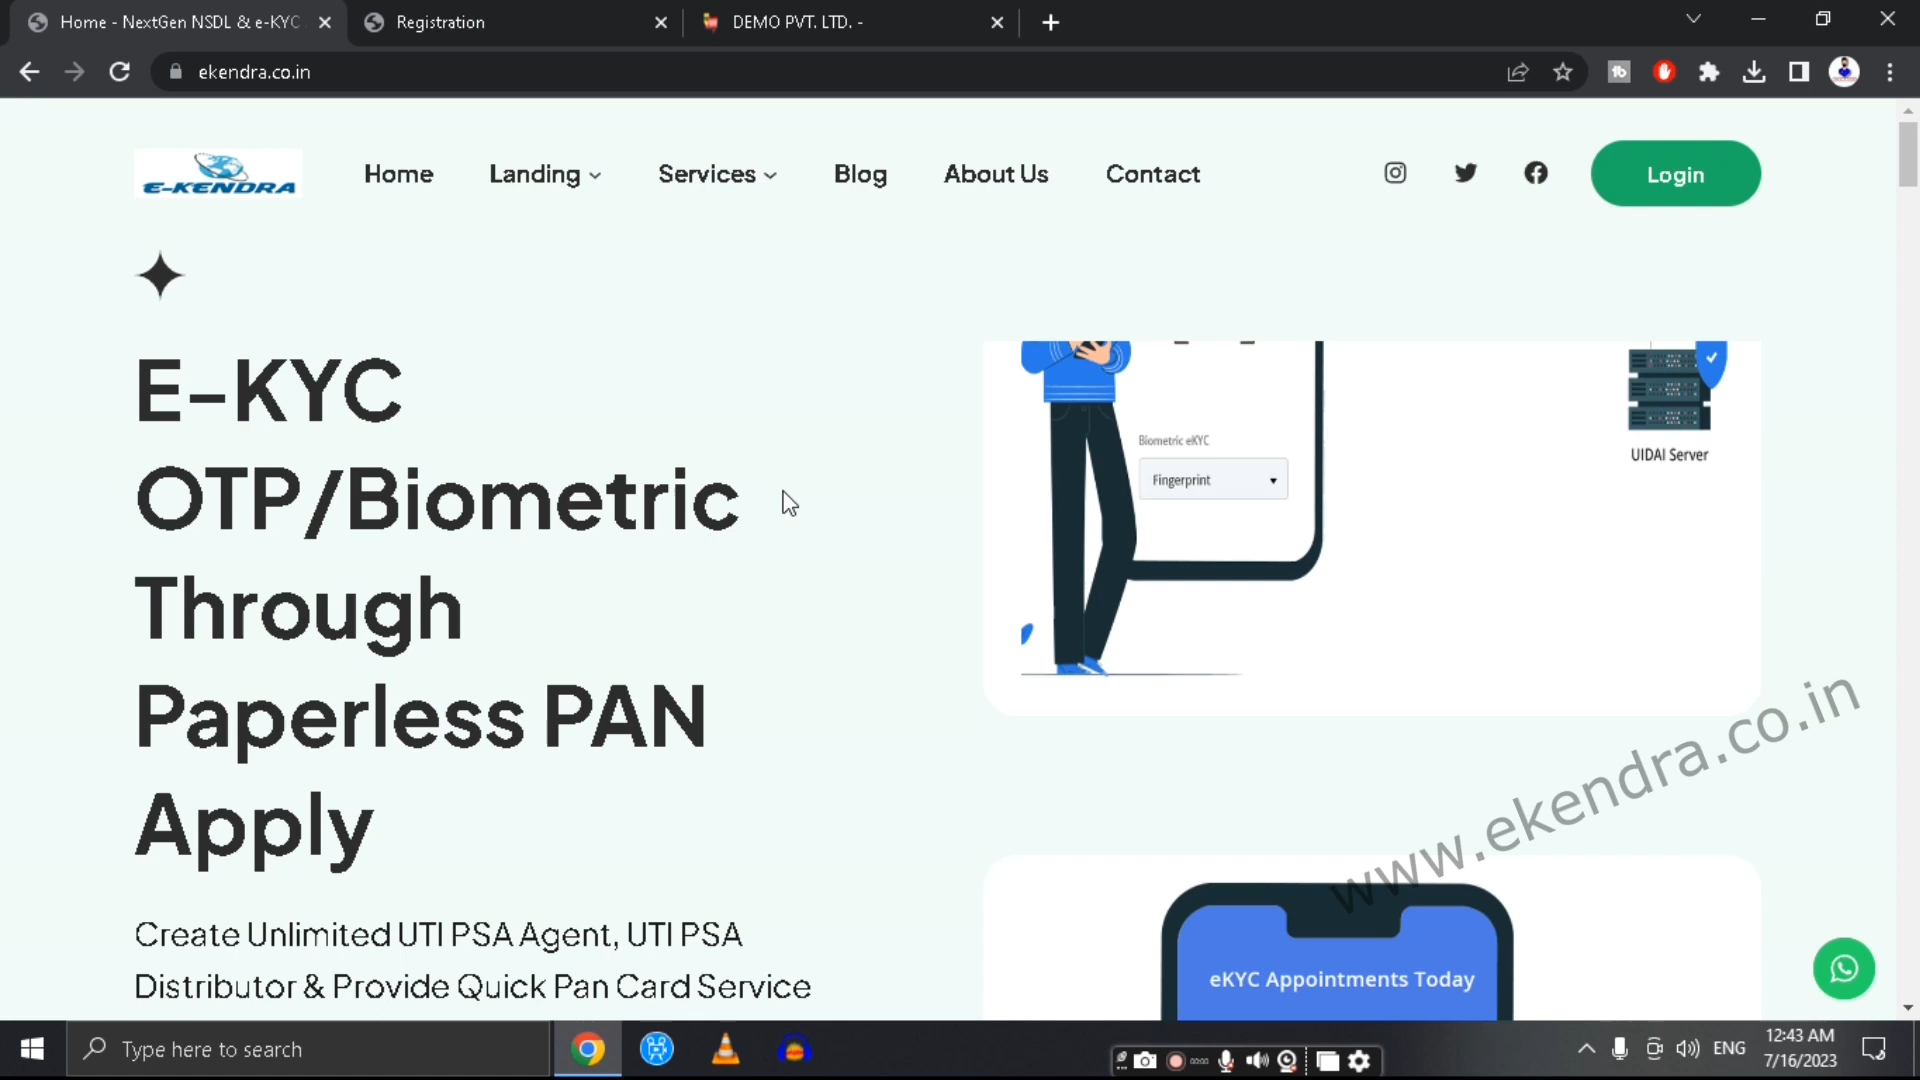 Home - NextGen NSDL & e-KYC
Registration
DEMO PVT. LTD. -
ekendra.co.in
E-KENDRA
Home
Landing
Services
Blog
About Us
Contact
Login
E-KYC
OTP/Biometric
Through
Paperless PAN
Apply
Create Unlimited UTI PSA Agent, UTI PSA
Distributor & Provide Quick Pan Card Service
Biometric eKYC
Fingerprint
UIDAI Server
www.ekendra.co.in
eKYC Appointments Today
Type here to search
ENG
12:43 AM
7/16/2023